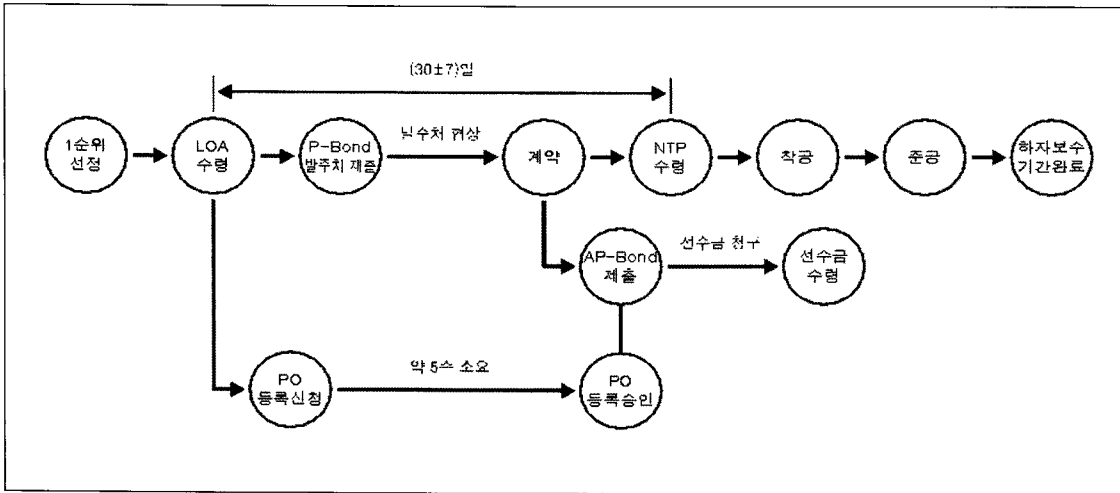 (30±7)일
1순위
선정
LOA
수령
P-Bond
발주처 제출
계약
NTP
수령
착공
준공
하자보수
기간완료
AP-Bond
제출
선수금 청구
선수금
수령
PO
등록신청
소요
PO
등록승인